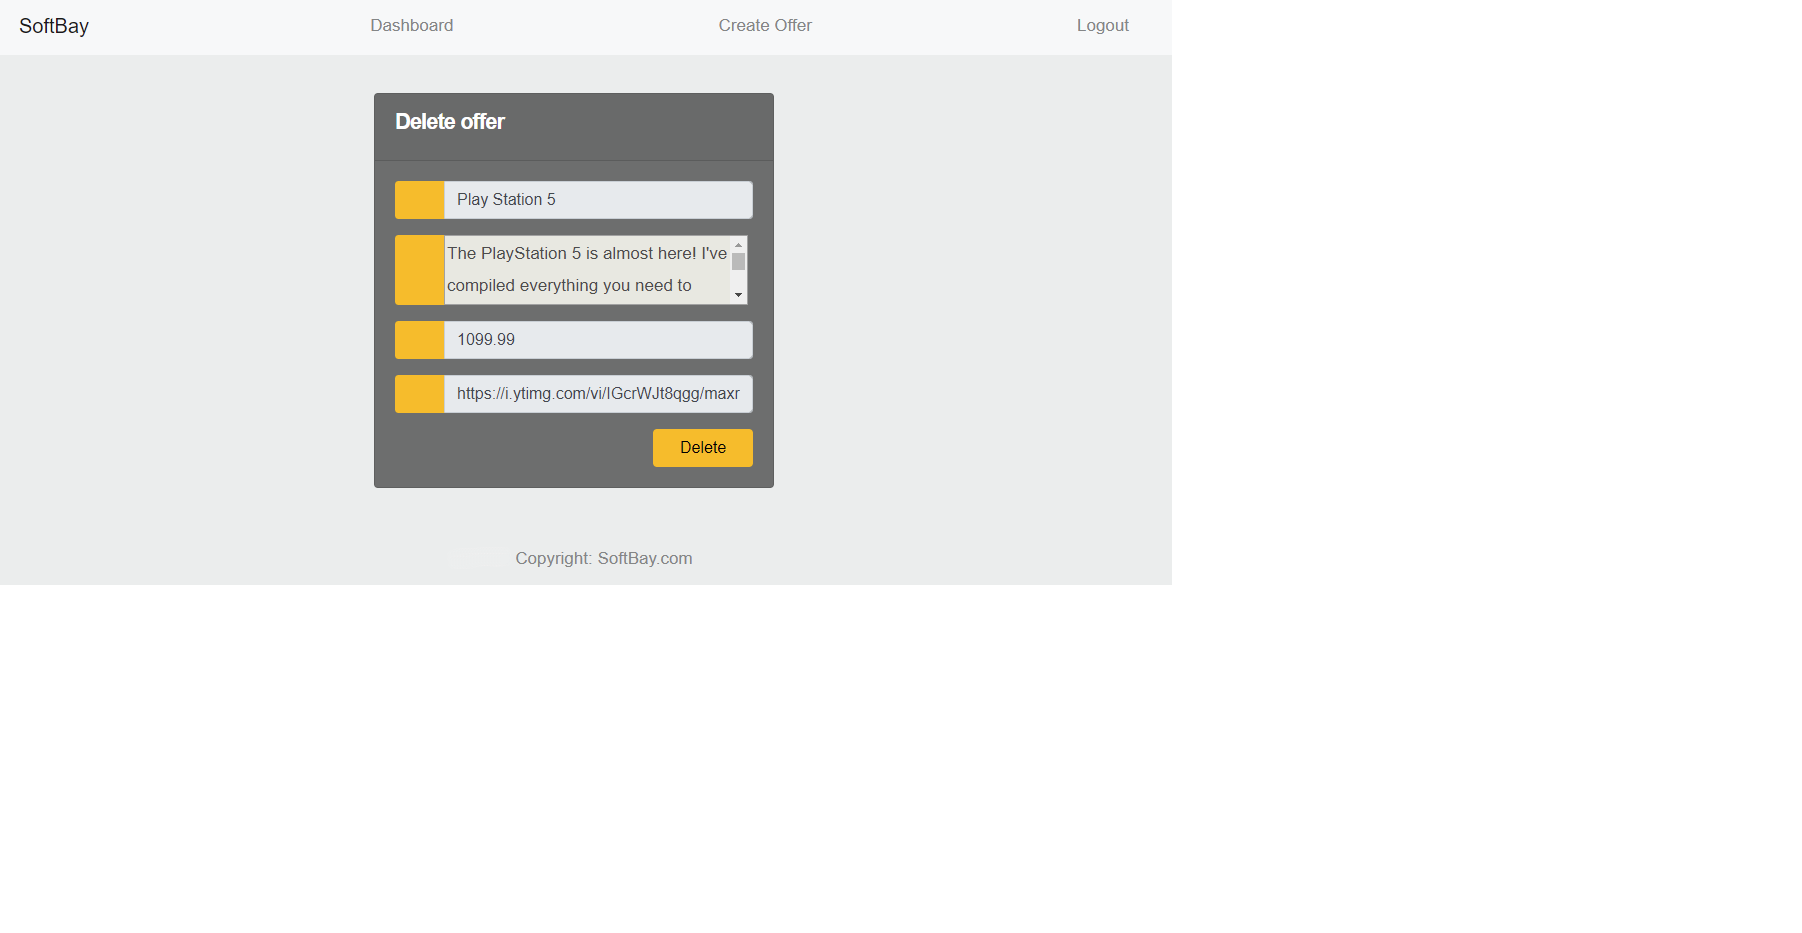 SoftBay Dashboard Create Offer Logout
Delete offer
Play Station 5
The PlayStation 5 is almost here! I've
compiled everything you need to
1099.99
https://i.ytimg.com/vi/IGcrWJt8qgg/maxr
Delete
Copyright: SoftBay.com